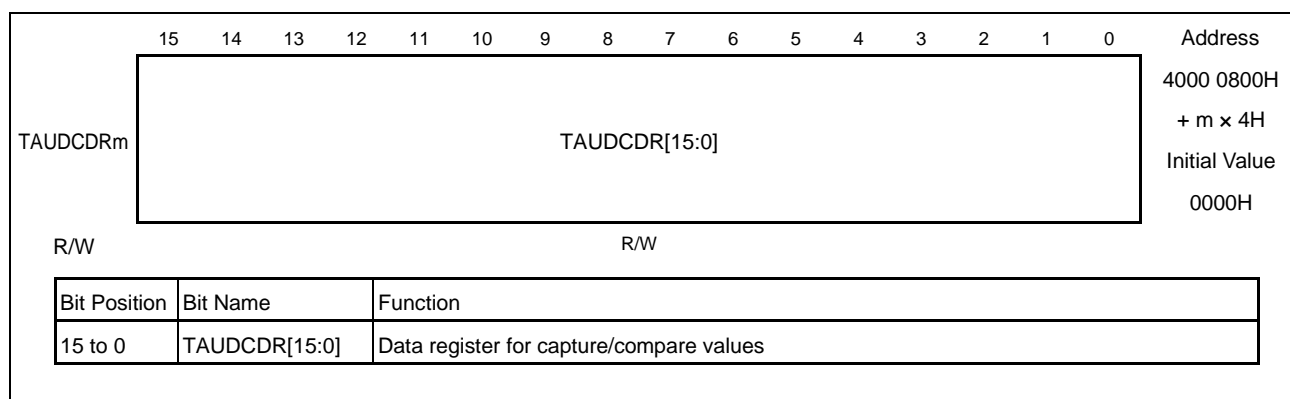 15 14 13 12 11 10 9 8 7 6 5 4 3 2 1 0 Address
4000 0800H
+ m × 4H
TAUDCDRm TAUDCDR[15:0]
Initial Value
0000H
R/W R/W
Bit Position Bit Name Function
15 to 0 TAUDCDR[15:0] Data register for capture/compare values